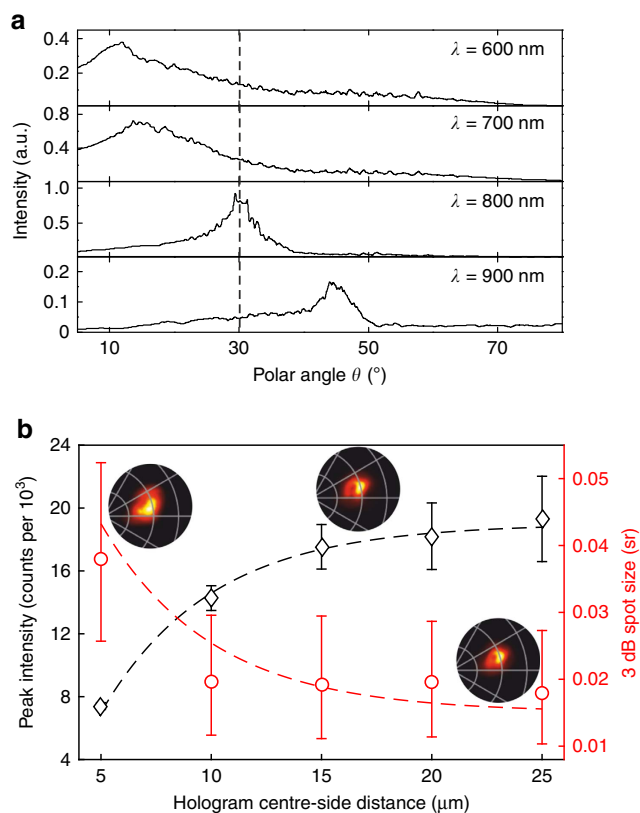 a
0.4
0.2
λ = 600 nm
0.8
0.4
λ = 700 nm
1.0
0.5
λ = 800 nm
0.2
0.1
0
λ = 900 nm
Intensity (a.u.)
10
30
50
70
Polar angle θ (°)
b
24
20
16
12
8
4
Peak intensity (counts per 10³)
0.05
0.04
0.03
0.02
0.01
3 dB spot size (sr)
5
10
15
20
25
Hologram centre-side distance (μm)